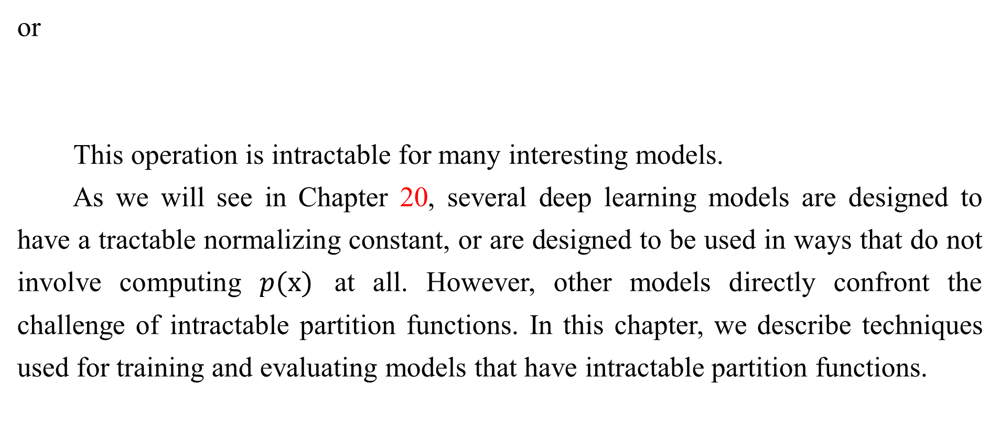 or
This operation is intractable for many interesting models.
As we will see in Chapter 20, several deep learning models are designed to
have a tractable normalizing constant, or are designed to be used in ways that do not
involve computing p(x) at all. However, other models directly confront the
challenge of intractable partition functions. In this chapter, we describe techniques
used for training and evaluating models that have intractable partition functions.